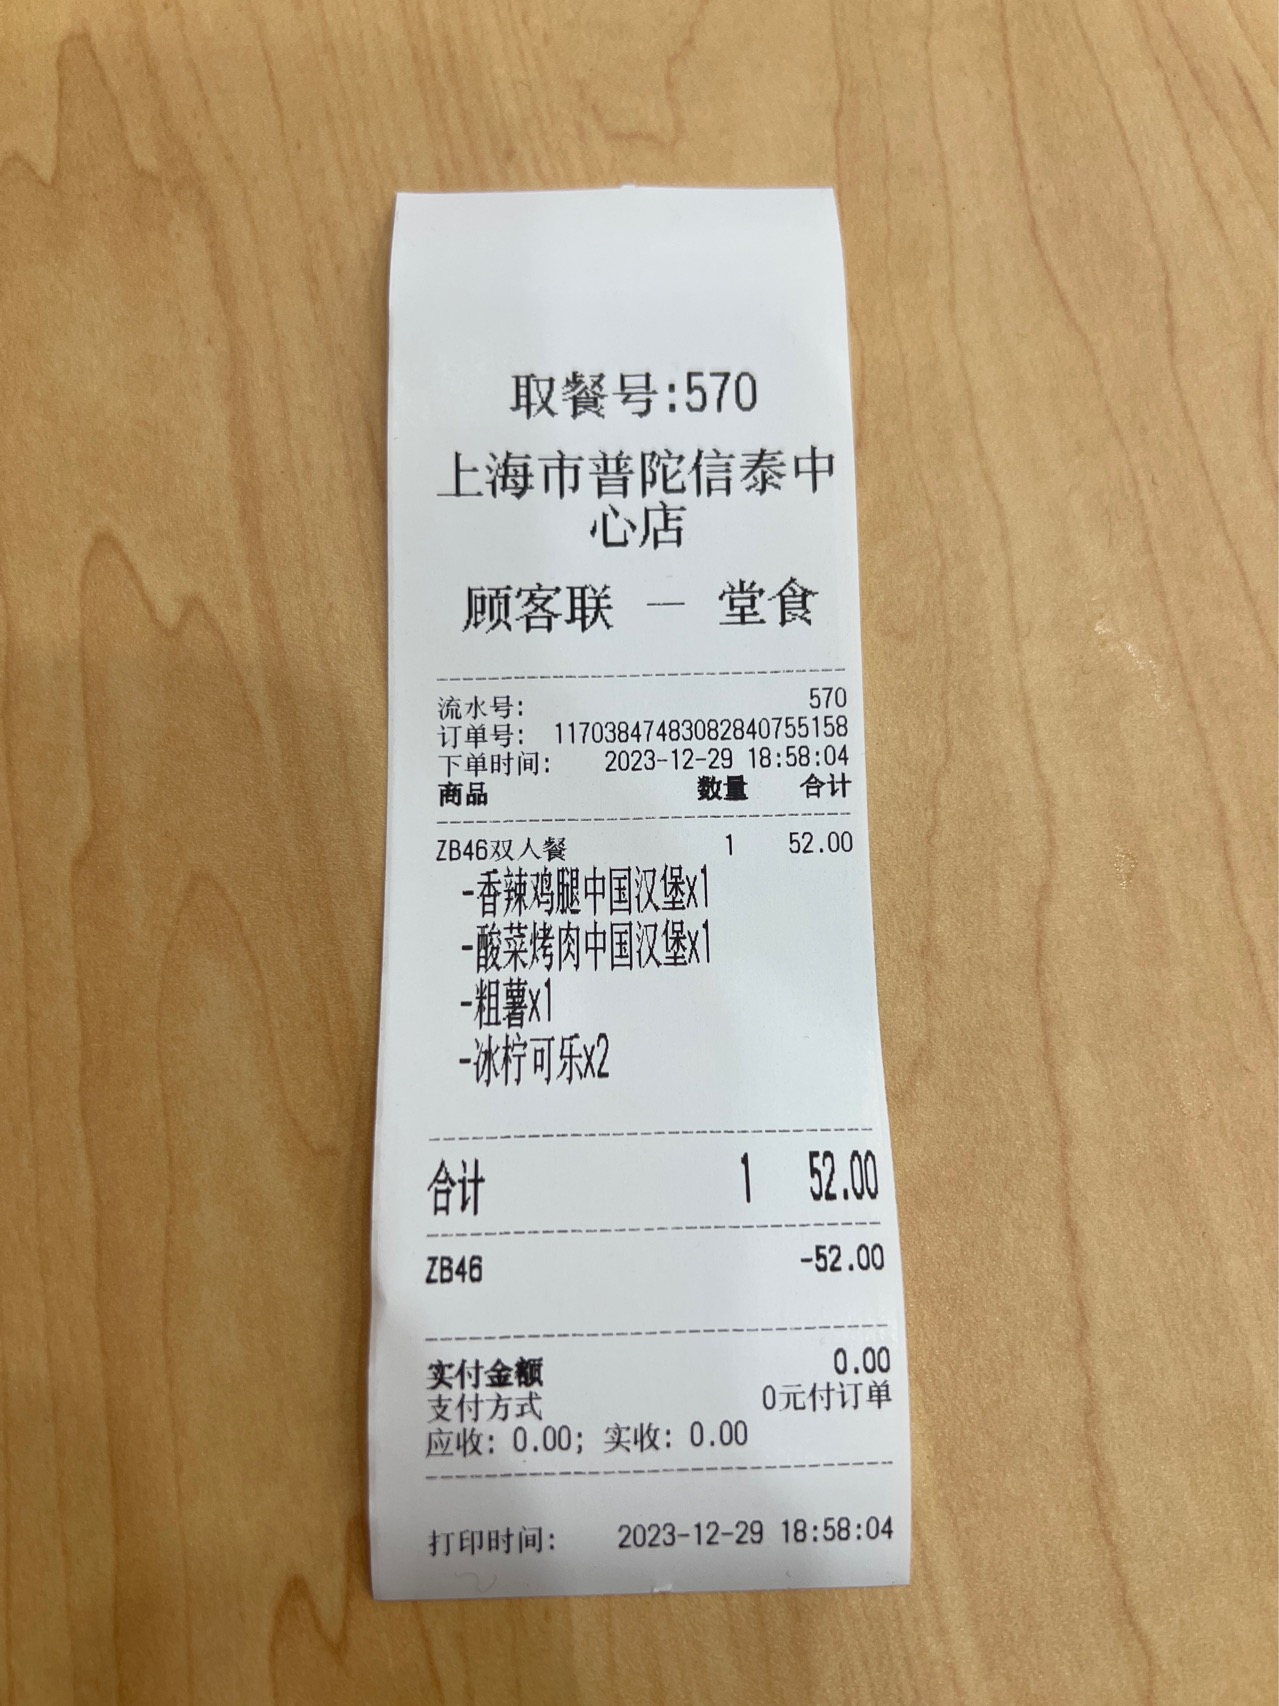 取餐号:570
上海市普陀信泰中
心店
顾客联 — 堂食
流水号: 570
订单号: 11703847483082840755158
下单时间: 2023-12-29 18:58:04
商品 数量 合计
ZB46双人餐 1 52.00
-香辣鸡腿中国汉堡x1
-酸菜烤肉中国汉堡x1
-粗薯x1
-冰柠可乐x2
合计 1 52.00
ZB46 -52.00
实付金额 0.00
支付方式 0元付订单
应收: 0.00; 实收: 0.00
打印时间: 2023-12-29 18:58:04